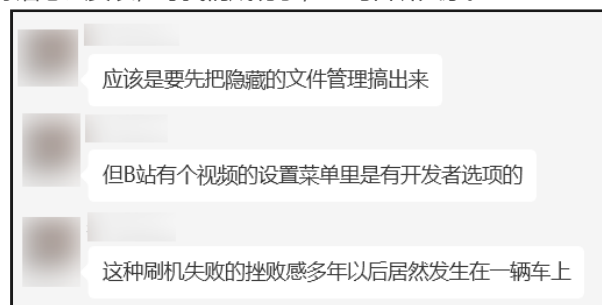 应该是要先把隐藏的文件管理搞出来
但B站有个视频的设置菜单里是有开发者选项的
这种刷机失败的挫败感多年以后居然发生在一辆车上